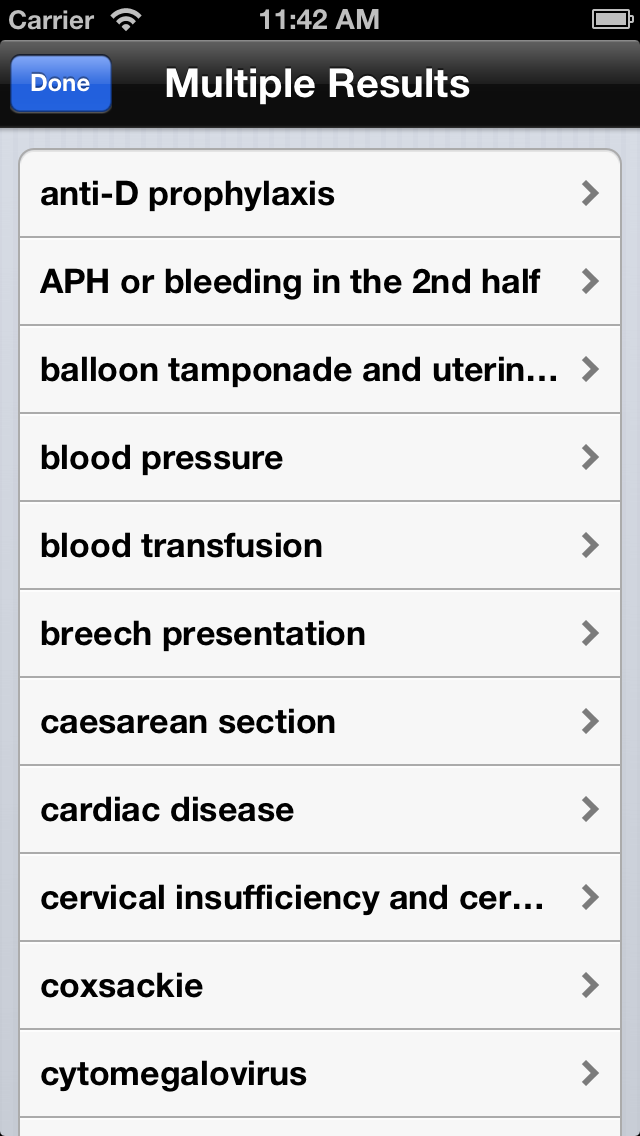 Carrier 11:42 AM
Done Multiple Results
anti-D prophylaxis
APH or bleeding in the 2nd half
balloon tamponade and uterin...
blood pressure
blood transfusion
breech presentation
caesarean section
cardiac disease
cervical insufficiency and cer...
coxsackie
cytomegalovirus